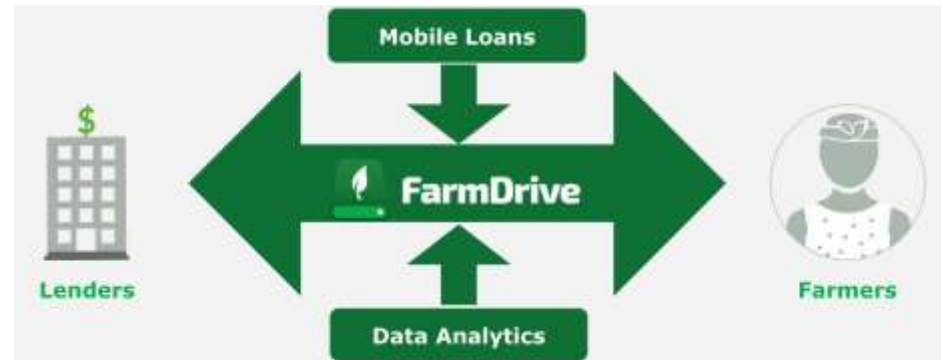 Mobile Loans
$
FarmDrive
Lenders
Farmers
Data Analytics